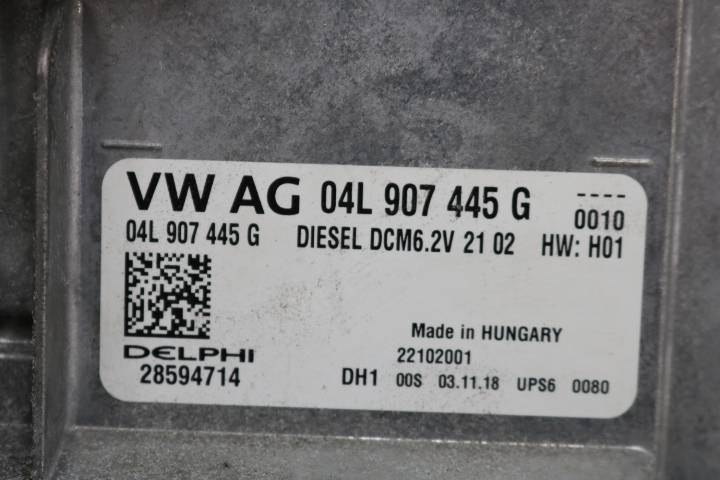 VW AG 04L 907 445 G ----
0010
04L 907 445 G DIESEL DCM6.2V 21 02 HW: H01
Made in HUNGARY
DELPHI 22102001
28594714 DH1 00S 03.11.18 UPS6 0080